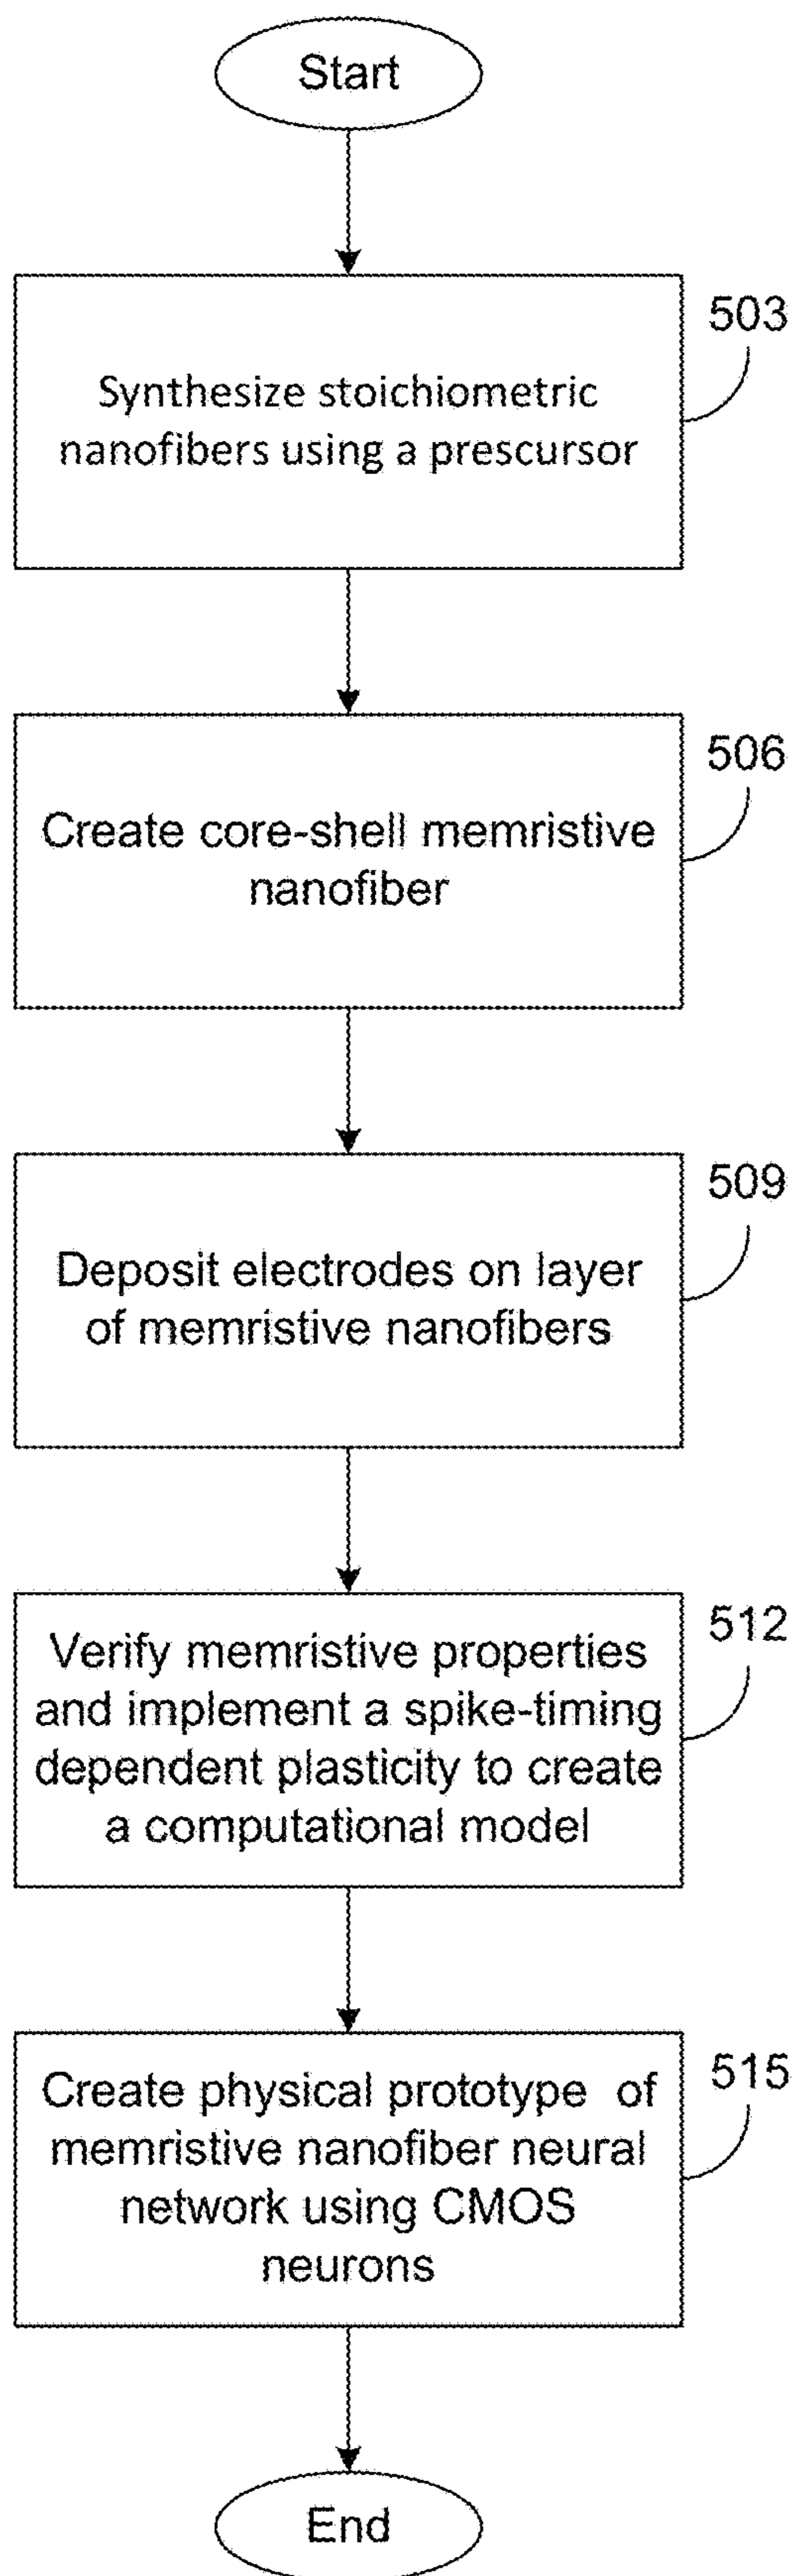 Start
503
Synthesize stoichiometric
nanofibers using a prescursor
506
Create core-shell memristive
nanofiber
509
Deposit electrodes on layer
of memristive nanofibers
512
Verify memristive properties
and implement a spike-timing
dependent plasticity to create
a computational model
515
Create physical prototype of
memristive nanofiber neural
network using CMOS
neurons
End